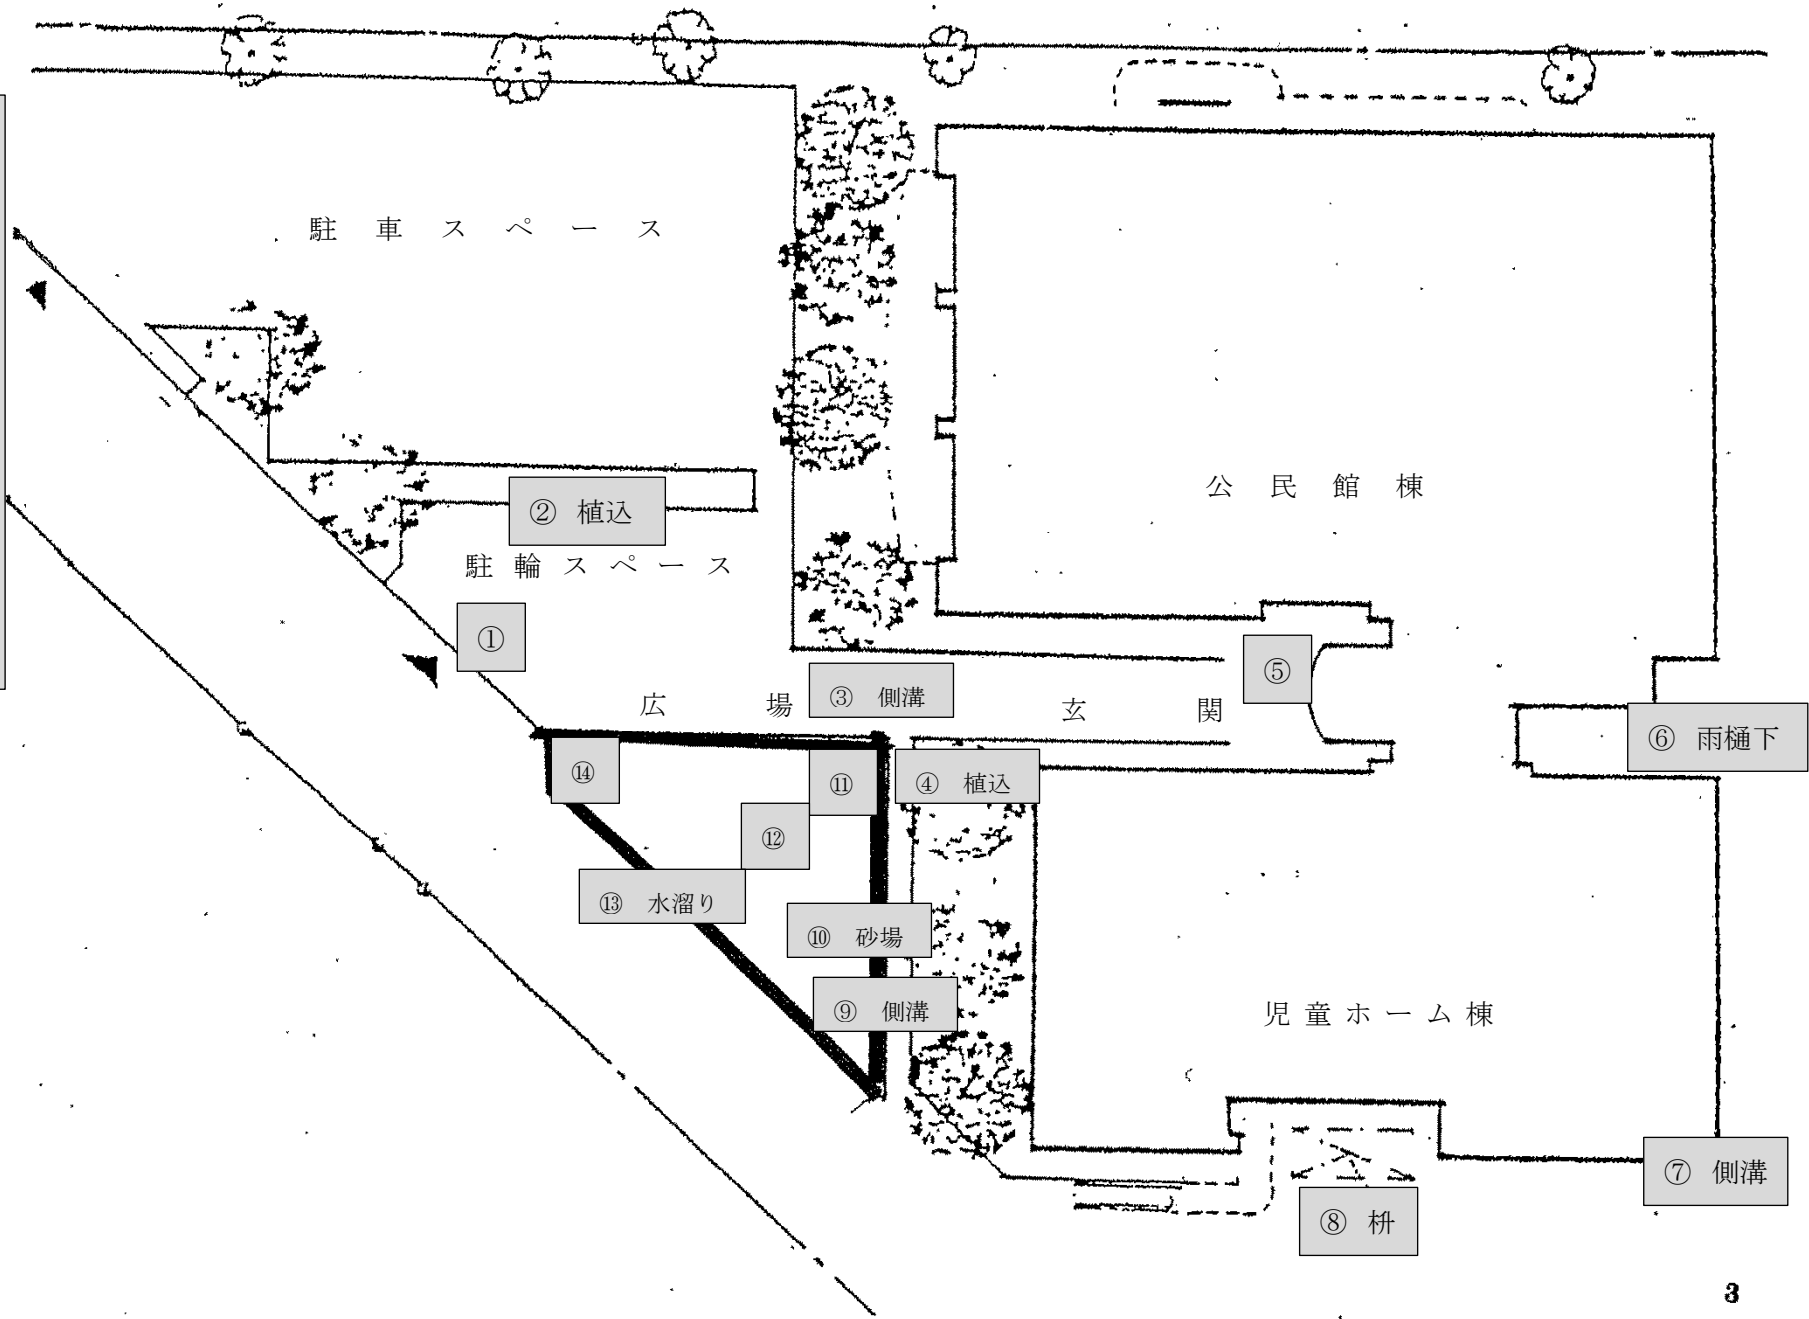 駐車スペース
公民館棟
② 植込
駐輪スペース
①
⑤
③ 側溝
広場
玄関
⑥ 雨樋下
⑭
⑪
④ 植込
⑫
⑬ 水溜り
⑩ 砂場
⑨ 側溝
児童ホーム棟
⑦ 側溝
⑧ 枡
3